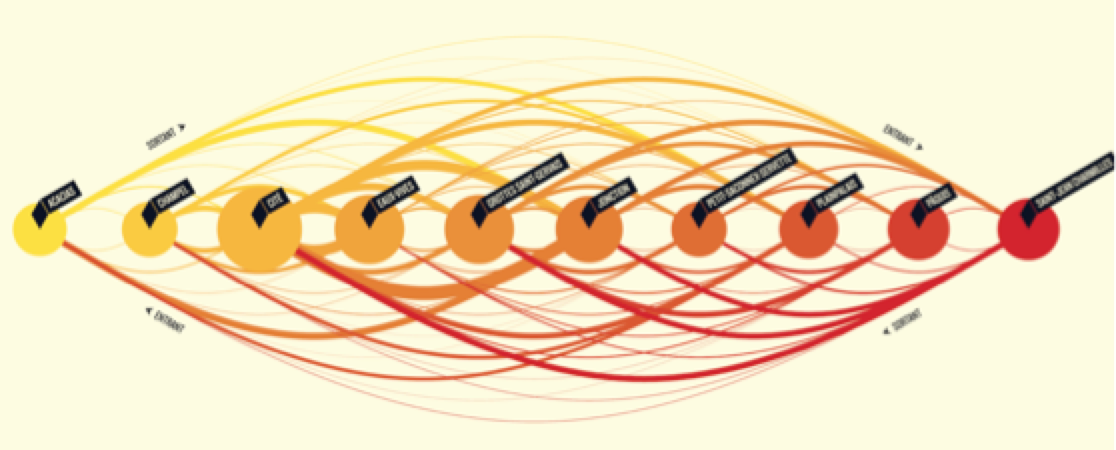 SORTANT
ENTRANT
ACACIAS
CHAMPEL
CITÉ
EAUX-VIVES
GROTTES SAINT-GERVAIS
JONCTION
PETIT-SACONNEX-SERVETTE
PLAINPALAIS
PÂQUIS
SAINT-JEAN CHARMILLES
ENTRANT
SORTANT